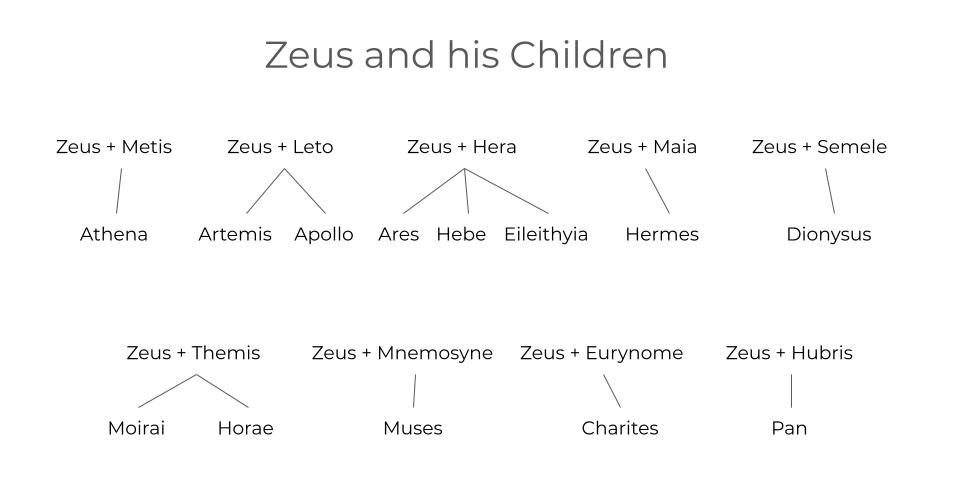 Zeus and his Children
Zeus + Metis Zeus + Leto Zeus + Hera Zeus + Maia Zeus + Semele
Athena Artemis Apollo Ares Hebe Eileithyia Hermes Dionysus
Zeus + Themis Zeus + Mnemosyne Zeus + Eurynome Zeus + Hubris
Moirai Horae Muses Charites Pan